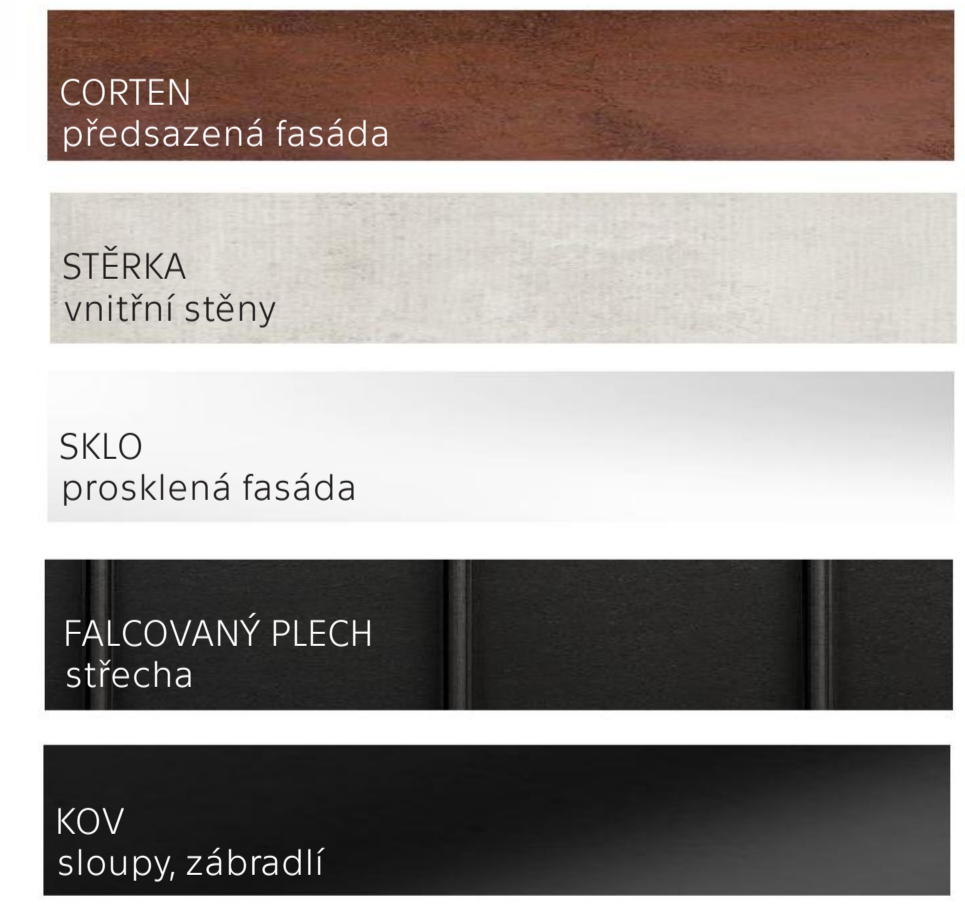 CORTEN
předsazená fasáda
STĚRKA
vnitřní stěny
SKLO
prosklená fasáda
FALCOVANÝ PLECH
střecha
KOV
sloupy, zábradlí